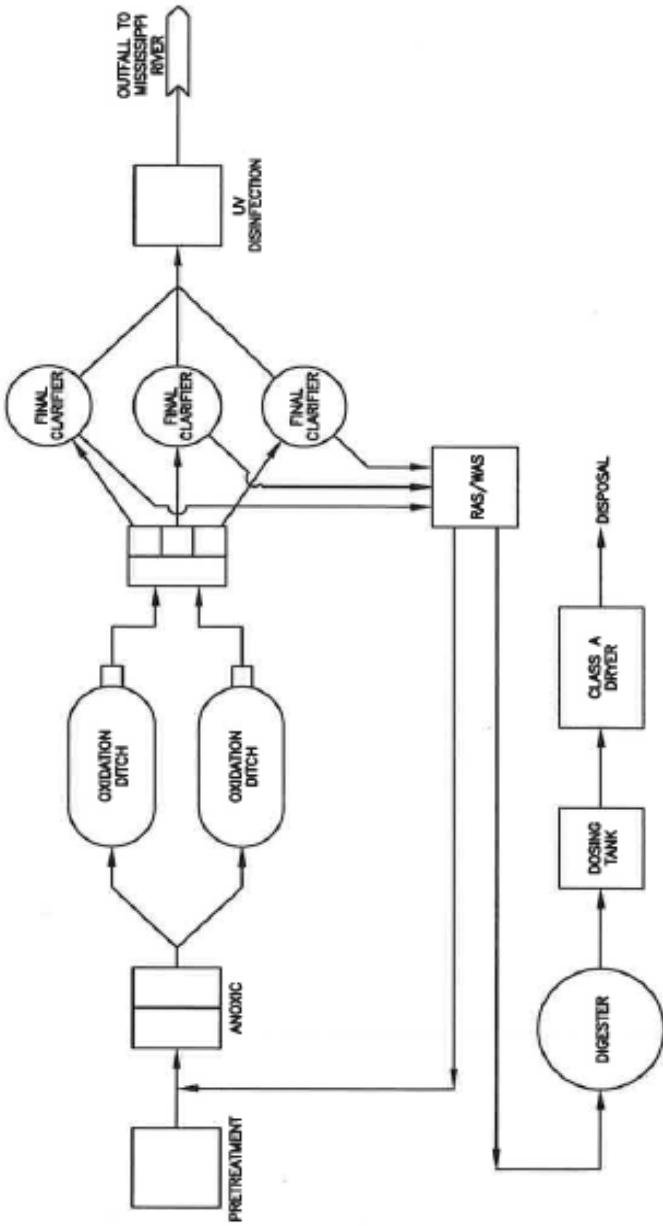 PRETREATMENT
ANOXIC
OXIDATION
DITCH
OXIDATION
DITCH
FINAL
CLARIFIER
FINAL
CLARIFIER
FINAL
CLARIFIER
UV
DISINFECTION
OUTFALL TO
MISSISSIPPI
RIVER
RAS/WAS
DIGESTER
DOSING
TANK
CLASS A
DRYER
DISPOSAL